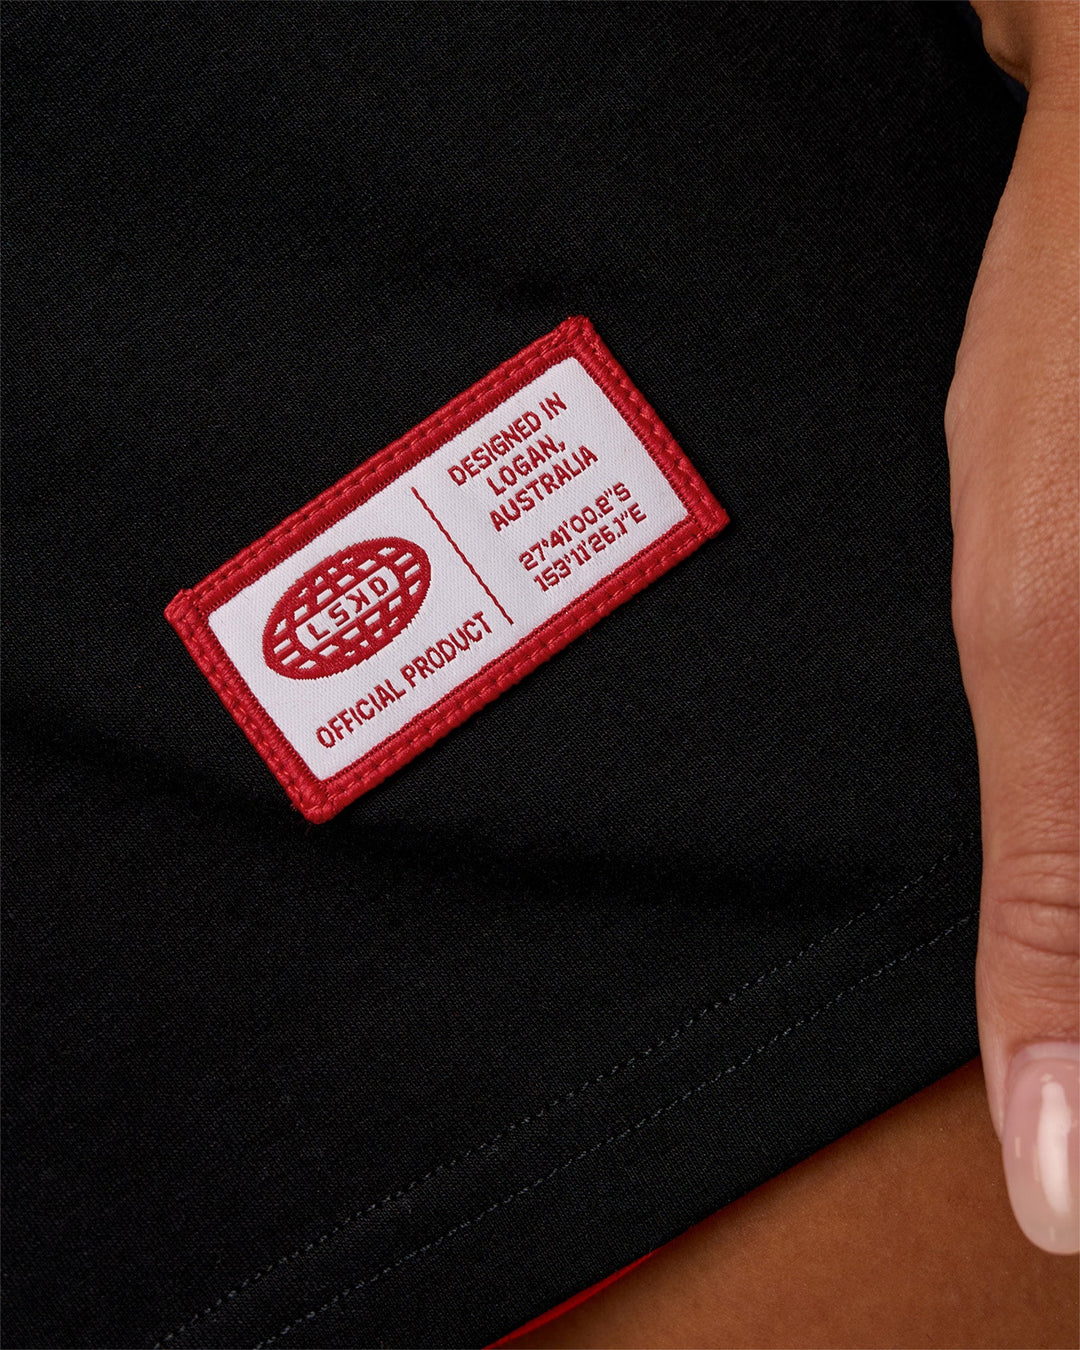 LSKD
OFFICIAL PRODUCT
DESIGNED IN
LOGAN,
AUSTRALIA
27°41'00.2"S
153°11'26.1"E